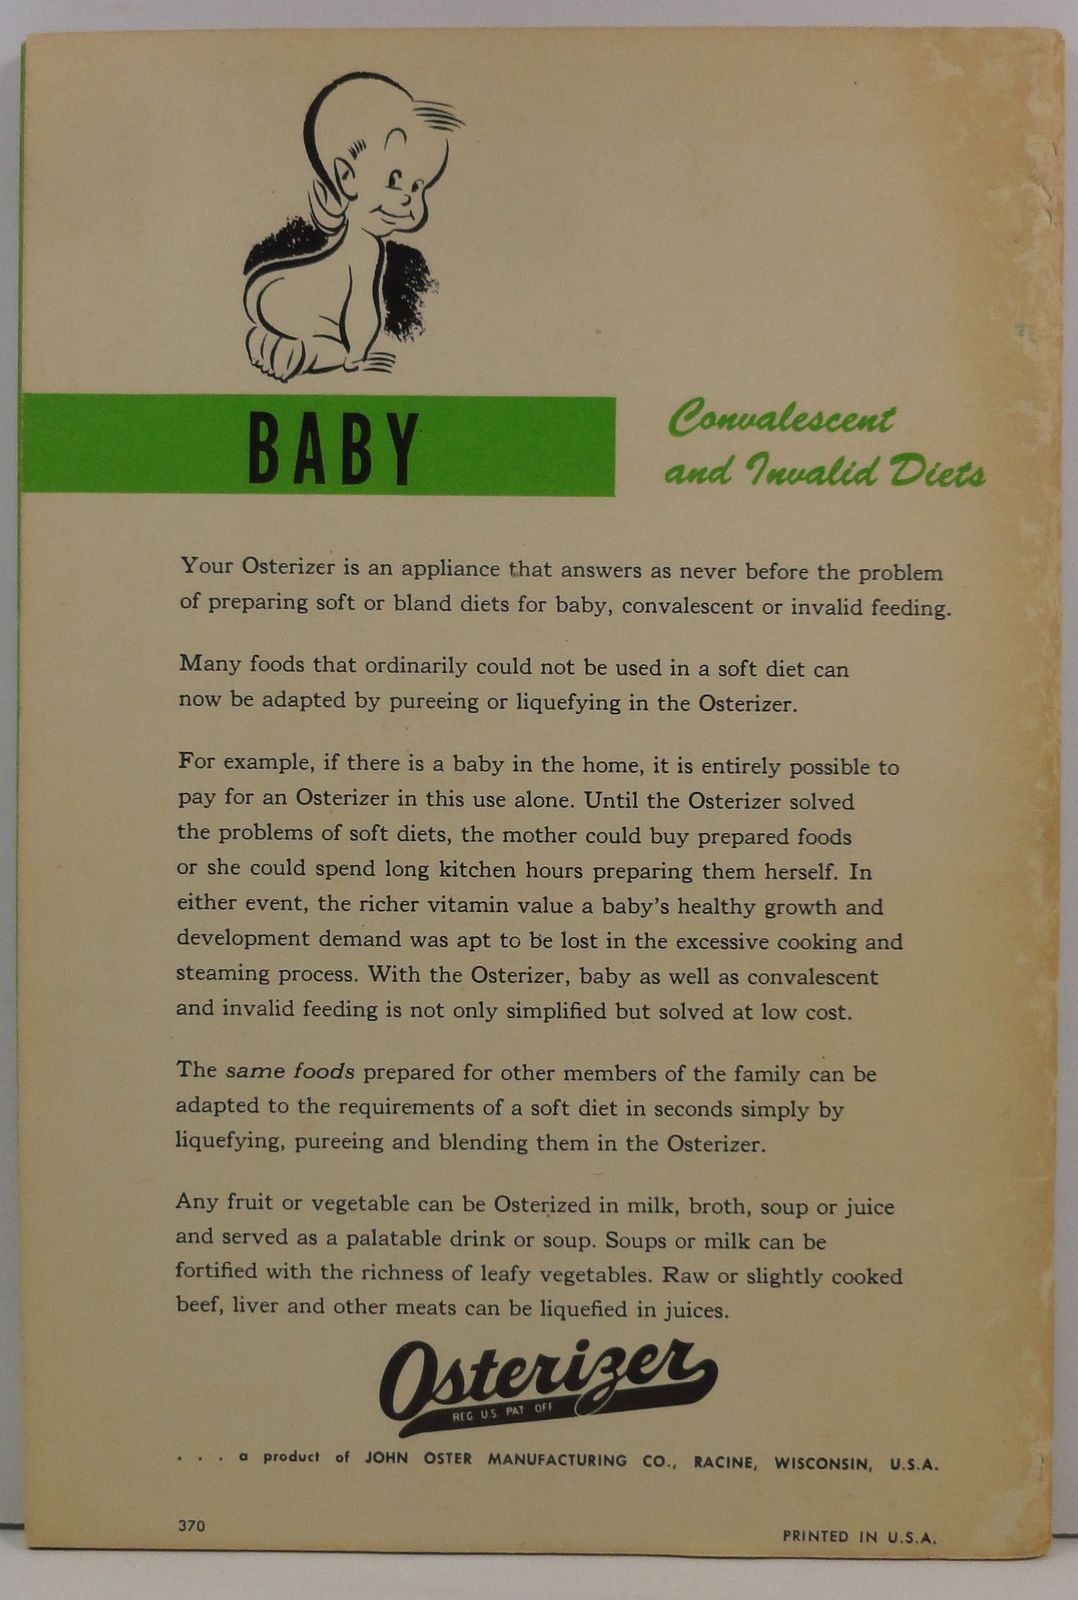 BABY
Convalescent
and Invalid Diets
Your Osterizer is an appliance that answers as never before the problem
of preparing soft or bland diets for baby, convalescent or invalid feeding.
Many foods that ordinarily could not be used in a soft diet can
now be adapted by pureeing or liquefying in the Osterizer.
For example, if there is a baby in the home, it is entirely possible to
pay for an Osterizer in this use alone. Until the Osterizer solved
the problems of soft diets, the mother could buy prepared foods
or she could spend long kitchen hours preparing them herself. In
either event, the richer vitamin value a baby's healthy growth and
development demand was apt to be lost in the excessive cooking and
steaming process. With the Osterizer, baby as well as convalescent
and invalid feeding is not only simplified but solved at low cost.
The same foods prepared for other members of the family can be
adapted to the requirements of a soft diet in seconds simply by
liquefying, pureeing and blending them in the Osterizer.
Any fruit or vegetable can be Osterized in milk, broth, soup or juice
and served as a palatable drink or soup. Soups or milk can be
fortified with the richness of leafy vegetables. Raw or slightly cooked
beef, liver and other meats can be liquefied in juices.
Osterizer
REG U.S. PAT OFF
. . . a product of JOHN OSTER MANUFACTURING CO., RACINE, WISCONSIN, U.S.A.
370
PRINTED IN U.S.A.